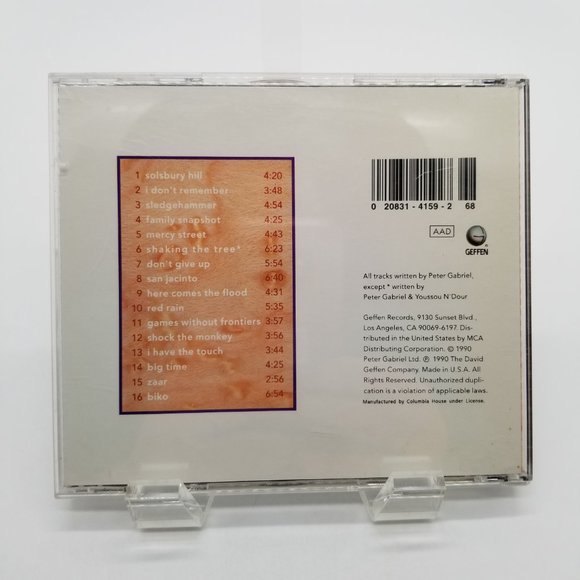 1 solsbury hill 4:20
2 i don't remember 3:48
3 sledgehammer 4:54
4 family snapshot 4:25
5 mercy street 4:43
6 shaking the tree* 6:23
7 don't give up 5:54
8 san jacinto 6:40
9 here comes the flood 4:30
10 red rain 5:35
11 games without frontiers 3:57
12 shock the monkey 3:56
13 i have the touch 3:44
14 big time 4:25
15 zaar 2:56
16 biko 6:54
0 20831-4159-2 68
AAD
GEFFEN
All tracks written by Peter Gabriel,
except * written by
Peter Gabriel & Youssou N'Dour
Geffen Records, 9130 Sunset Blvd.,
Los Angeles, CA 90069-6197. Dis-
tributed in the United States by MCA
Distributing Corporation. © 1990
Peter Gabriel Ltd. ℗ 1990 The David
Geffen Company. Made in U.S.A. All
Rights Reserved. Unauthorized dupli-
cation is a violation of applicable laws.
Manufactured by Columbia House under License.